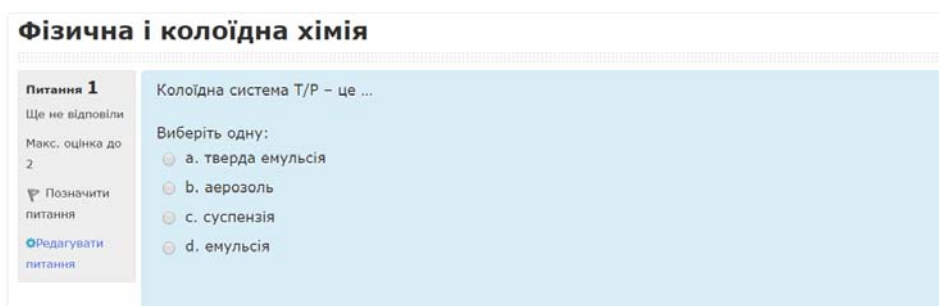 Фізична і колоїдна хімія
Питання 1
Ще не відповіли
Макс. оцінка до
2
Позначити
питання
Редагувати
питання
Колоїдна система Т/Р – це ...
Виберіть одну:
a. тверда емульсія
b. аерозоль
c. суспензія
d. емульсія